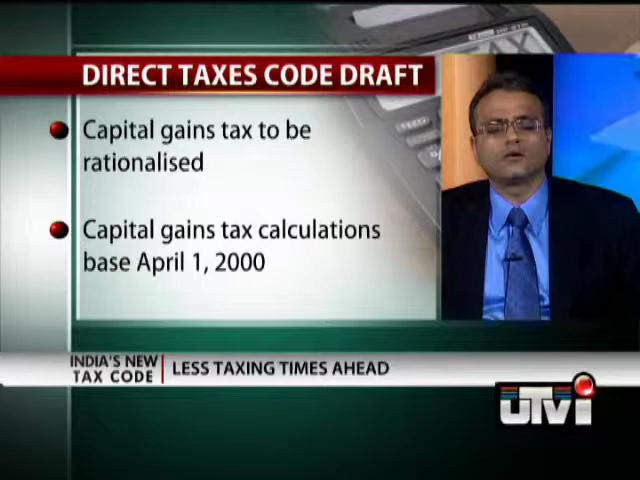 DIRECT TAXES CODE DRAFT
Capital gains tax to be
rationalised
Capital gains tax calculations
base April 1, 2000
INDIA'S NEW
TAX CODE
LESS TAXING TIMES AHEAD
UTVi